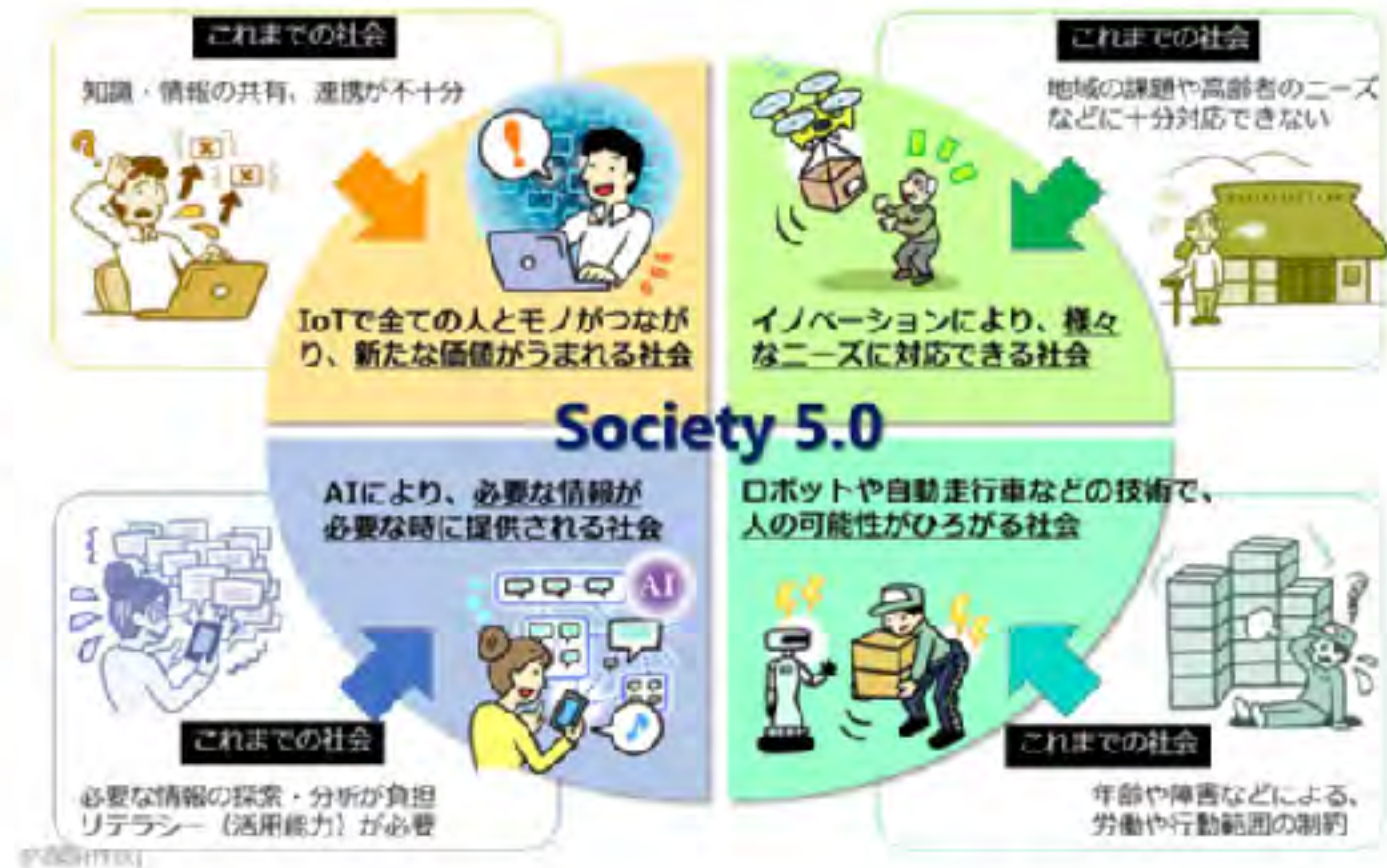 これまでの社会
知識・情報の共有、連携が不十分
IoTで全ての人とモノがつなが
り、新たな価値がうまれる社会
これまでの社会
地域の課題や高齢者のニーズ
などに十分対応できない
イノベーションにより、様々
なニーズに対応できる社会
Society 5.0
AIにより、必要な情報が
必要な時に提供される社会
AI
これまでの社会
必要な情報の探索・分析が負担
リテラシー（活用能力）が必要
ロボットや自動走行車などの技術で、
人の可能性がひろがる社会
これまでの社会
年齢や障害などによる、
労働や行動範囲の制約